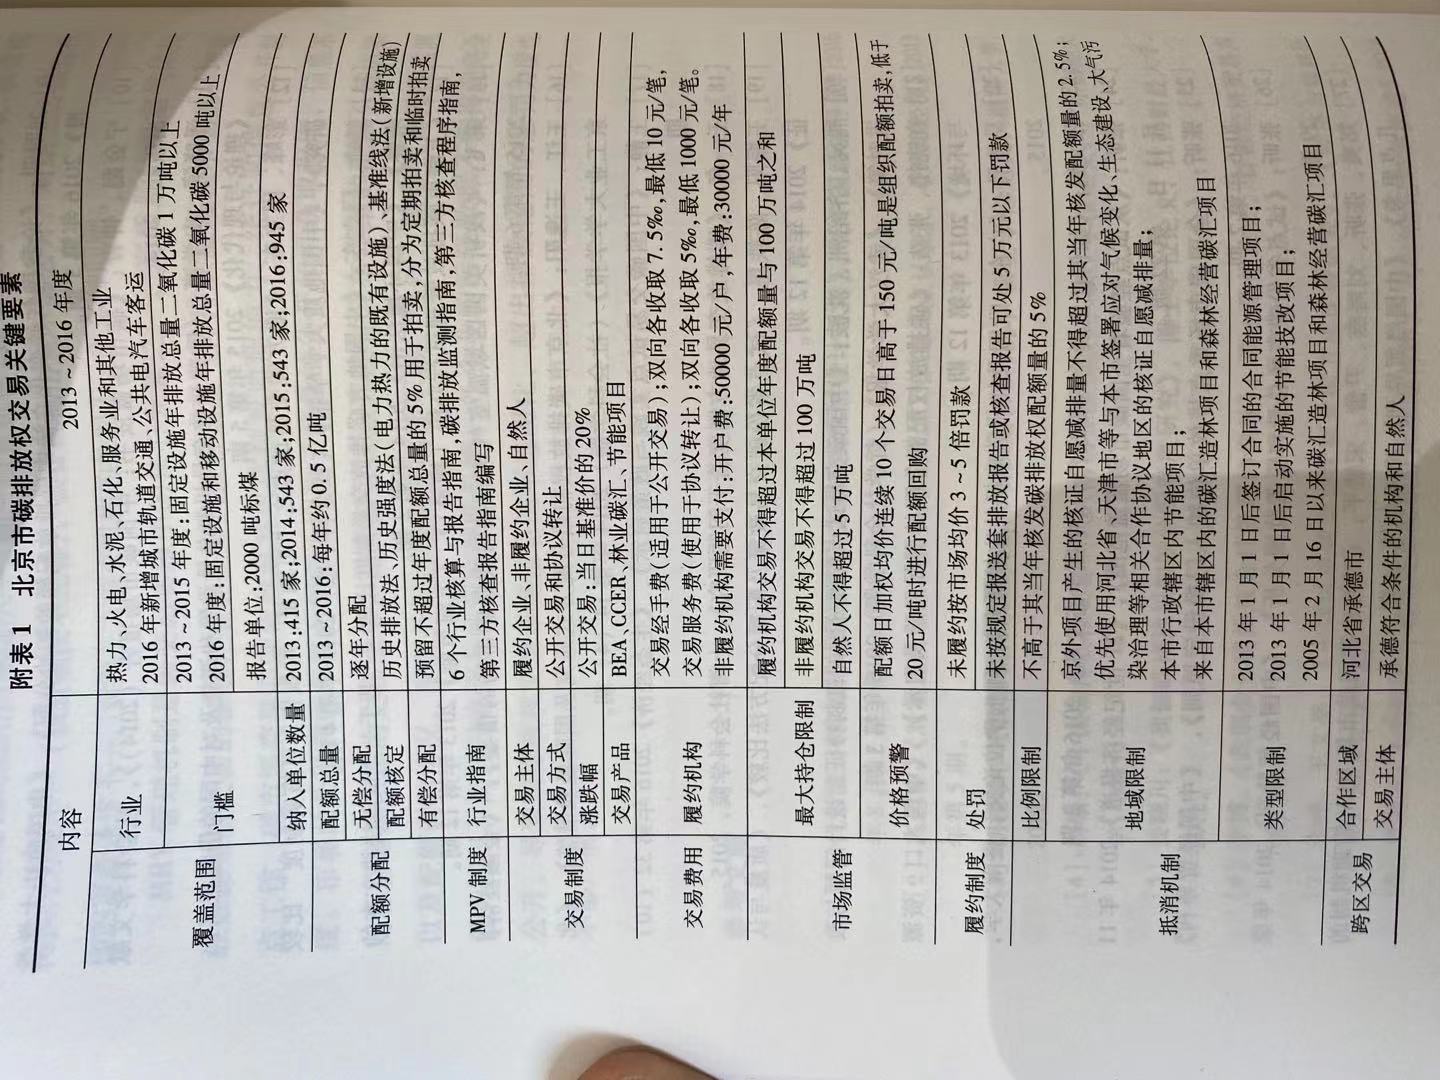 附表 1 北京市碳排放权交易关键要素
内容 2013～2016 年度
覆盖范围
行业
热力、火电、水泥、石化、服务业和其他工业
2016 年新增城市轨道交通、公共电汽车客运
门槛
2013～2015 年度:固定设施年排放总量二氧化碳 1 万吨以上
2016 年度:固定设施和移动设施年排放总量二氧化碳 5000 吨以上
报告单位:2000 吨标煤
纳入单位数量
2013:415 家;2014:543 家;2015:543 家;2016:945 家
配额分配
配额总量
2013～2016:每年约 0.5 亿吨
无偿分配
逐年分配
配额核定
历史排放法、历史强度法(电力热力的既有设施)、基准线法(新增设施)
有偿分配
预留不超过年度配额总量的 5% 用于拍卖,分为定期拍卖和临时拍卖
MPV 制度
行业指南
6 个行业核算与报告指南,碳排放监测指南,第三方核查程序指南,
第三方核查报告指南编写
交易制度
交易主体
履约企业、非履约企业、自然人
交易方式
公开交易和协议转让
涨跌幅
公开交易:当日基准价的 20%
交易产品
BEA、CCER、林业碳汇、节能项目
交易费用
履约机构
交易经手费(适用于公开交易);双向各收取 7.5‰,最低 10 元/笔,
交易服务费(使用于协议转让);双向各收取 5‰,最低 1000 元/笔。
非履约机构需要支付:开户费:50000 元/户,年费:30000 元/年
市场监管
最大持仓限制
履约机构交易不得超过本单位年度配额量与 100 万吨之和
非履约机构交易不得超过 100 万吨
自然人不得超过 5 万吨
价格预警
配额日加权均价连续 10 个交易日高于 150 元/吨是组织配额拍卖,低于
20 元/吨时进行配额回购
履约制度
处罚
未履约按市场均价 3～5 倍罚款
未按规定报送套排放报告或核查报告可处 5 万元以下罚款
抵消机制
比例限制
不高于其当年核发碳排放权配额量的 5%
地域限制
京外项目产生的核证自愿减排量不得超过其当年核发配额量的 2.5%;
优先使用河北省、天津市等与本市签署应对气候变化、生态建设、大气污
染治理等相关合作协议地区的核证自愿减排量;
本市行政辖区内节能项目;
来自本市辖区内的碳汇造林项目和森林经营碳汇项目
类型限制
2013 年 1 月 1 日后签订合同的合同能源管理项目;
2013 年 1 月 1 日后启动实施的节能技改项目;
2005 年 2 月 16 日以来碳汇造林项目和森林经营碳汇项目
跨区交易
合作区域
河北省承德市
交易主体
承德符合条件的机构和自然人